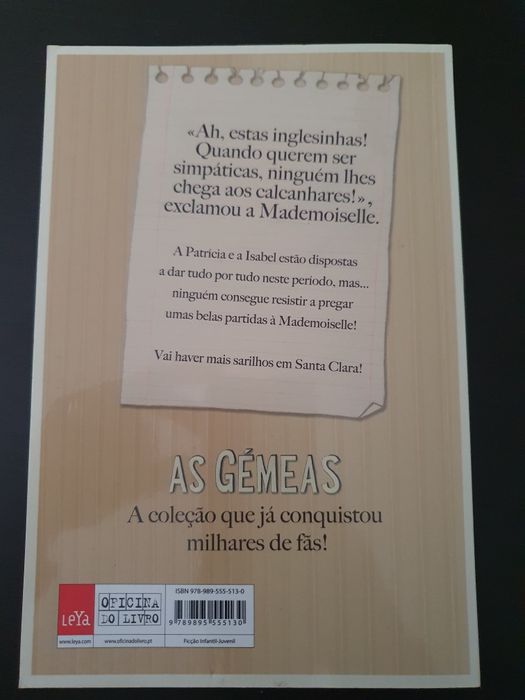 «Ah, estas inglesinhas!
Quando querem ser
simpáticas, ninguém lhes
chega aos calcanhares!»,
exclamou a Mademoiselle.
A Patrícia e a Isabel estão dispostas
a dar tudo por tudo neste período, mas...
ninguém consegue resistir a pregar
umas belas partidas à Mademoiselle!
Vai haver mais sarilhos em Santa Clara!
AS GÉMEAS
A coleção que já conquistou
milhares de fãs!
ISBN 978-989-555-513-0
LEYA
OFICINA
DO LIVRO
9 789895 555130
www.leya.com
www.oficinadolivro.pt
Ficção Infantil-Juvenil